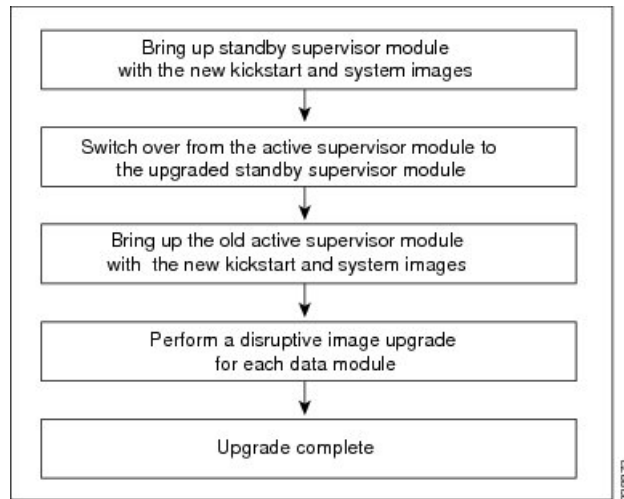 Bring up standby supervisor module
with the new kickstart and system images
Switch over from the active supervisor module to
the upgraded standby supervisor module
Bring up the old active supervisor module
with the new kickstart and system images
Perform a disruptive image upgrade
for each data module
Upgrade complete